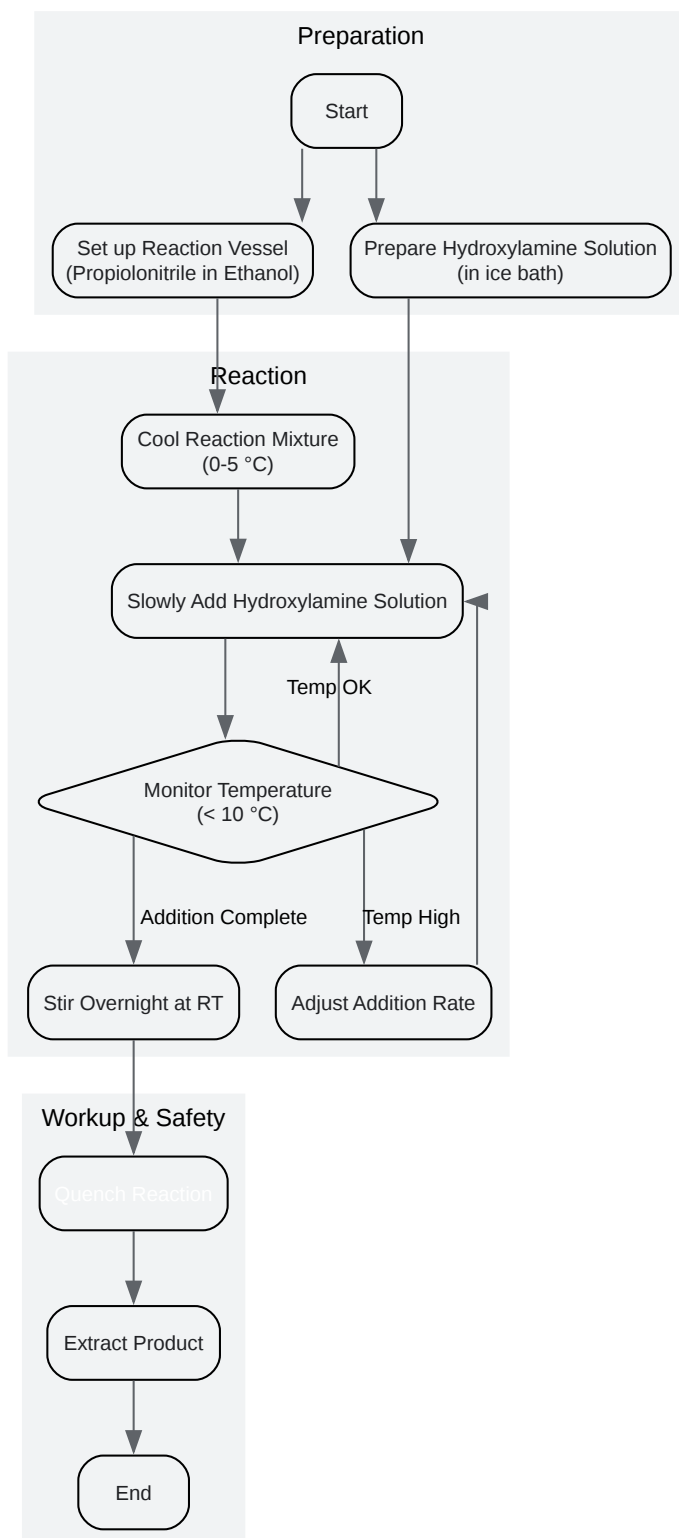 Preparation
Start
Set up Reaction Vessel
(Propiolonitrile in Ethanol)
Prepare Hydroxylamine Solution
(in ice bath)
Reaction
Cool Reaction Mixture
(0-5 °C)
Slowly Add Hydroxylamine Solution
Temp OK
Monitor Temperature
(< 10 °C)
Addition Complete
Temp High
Stir Overnight at RT
Adjust Addition Rate
Workup & Safety
Quench Reaction
Extract Product
End